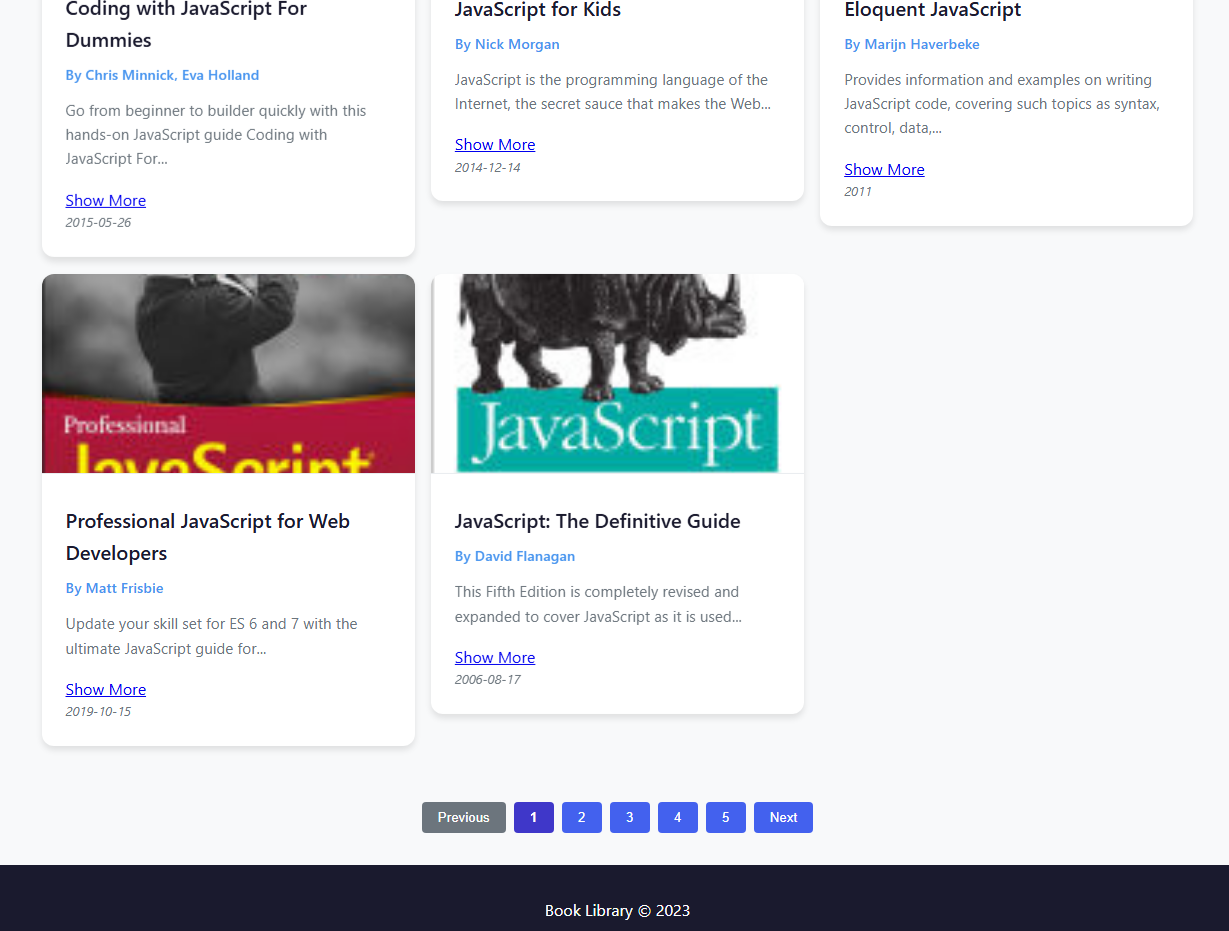 Coding with JavaScript For
Dummies
By Chris Minnick, Eva Holland
Go from beginner to builder quickly with this
hands-on JavaScript guide Coding with
JavaScript For...
Show More
2015-05-26
JavaScript for Kids
By Nick Morgan
JavaScript is the programming language of the
Internet, the secret sauce that makes the Web...
Show More
2014-12-14
Eloquent JavaScript
By Marijn Haverbeke
Provides information and examples on writing
JavaScript code, covering such topics as syntax,
control, data,...
Show More
2011
Professional
JavaScript
Professional JavaScript for Web
Developers
By Matt Frisbie
Update your skill set for ES 6 and 7 with the
ultimate JavaScript guide for...
Show More
2019-10-15
JavaScript
JavaScript: The Definitive Guide
By David Flanagan
This Fifth Edition is completely revised and
expanded to cover JavaScript as it is used...
Show More
2006-08-17
Previous 1 2 3 4 5 Next
Book Library © 2023